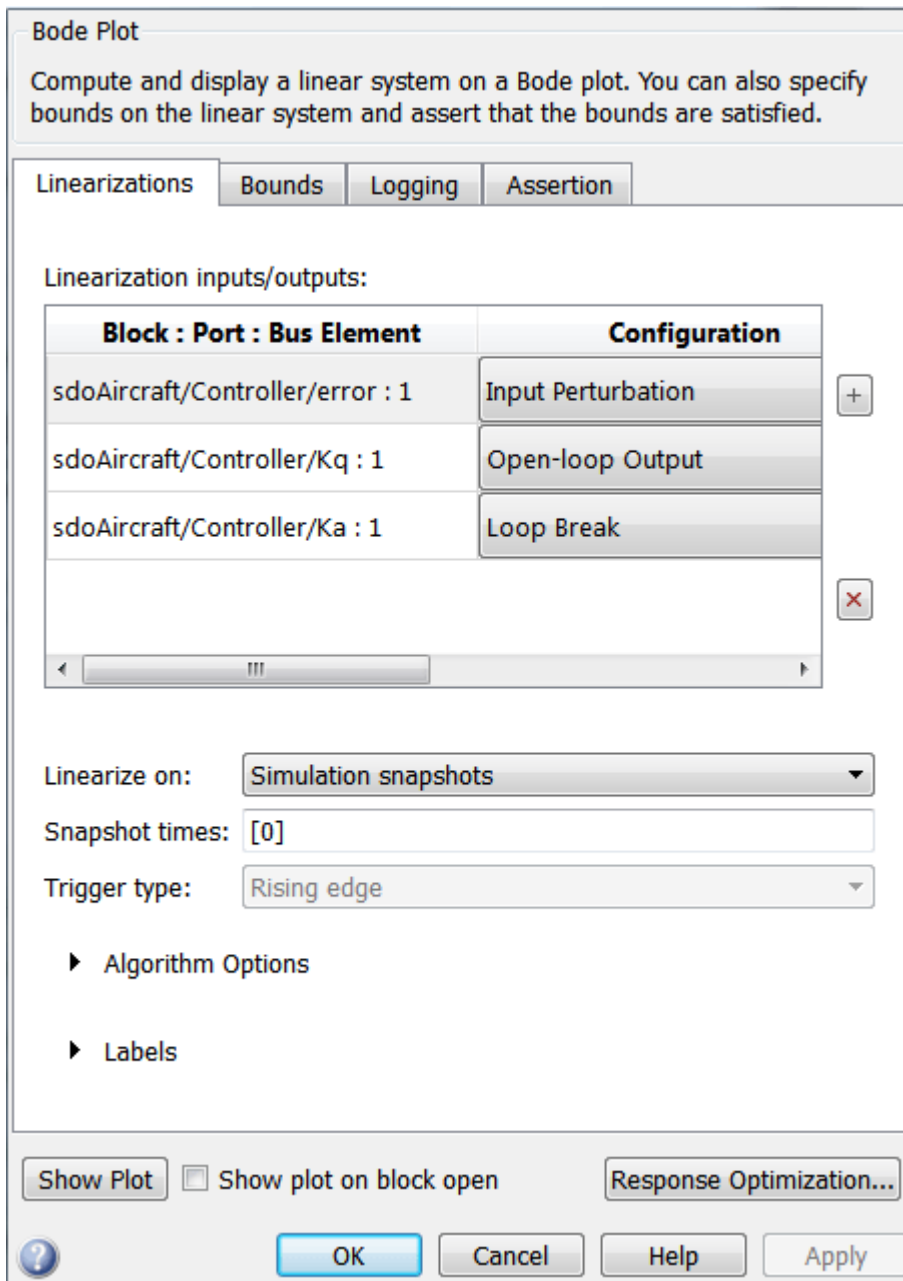 Bode Plot
Compute and display a linear system on a Bode plot. You can also specify
bounds on the linear system and assert that the bounds are satisfied.
Linearizations Bounds Logging Assertion
Linearization inputs/outputs:
Block : Port : Bus Element Configuration
sdoAircraft/Controller/error : 1 Input Perturbation
sdoAircraft/Controller/Kq : 1 Open-loop Output
sdoAircraft/Controller/Ka : 1 Loop Break
Linearize on: Simulation snapshots
Snapshot times: [0]
Trigger type: Rising edge
Algorithm Options
Labels
Show Plot Show plot on block open Response Optimization...
OK Cancel Help Apply